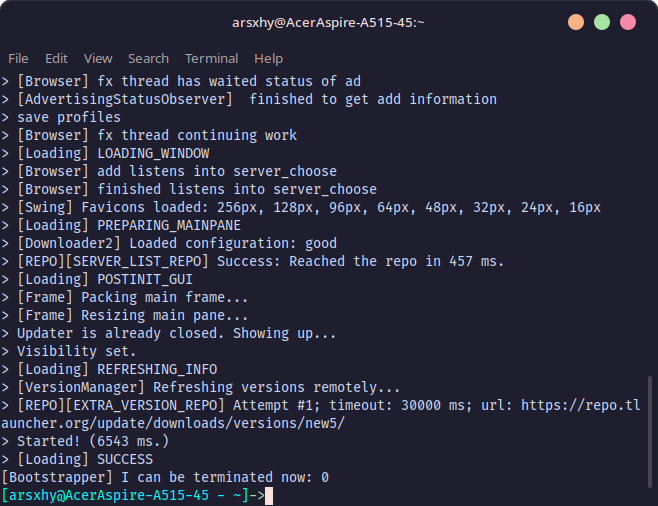 arsxhy@AcerAspire-A515-45:~
File Edit View Search Terminal Help
> [Browser] fx thread has waited status of ad
> [AdvertisingStatusObserver]  finished to get add information
> save profiles
> [Browser] fx thread continuing work
> [Loading] LOADING_WINDOW
> [Browser] add listens into server_choose
> [Browser] finished listens into server_choose
> [Swing] Favicons loaded: 256px, 128px, 96px, 64px, 48px, 32px, 24px, 16px
> [Loading] PREPARING_MAINPANE
> [Downloader2] Loaded configuration: good
> [REPO][SERVER_LIST_REPO] Success: Reached the repo in 457 ms.
> [Loading] POSTINIT_GUI
> [Frame] Packing main frame...
> [Frame] Resizing main pane...
> Updater is already closed. Showing up...
> Visibility set.
> [Loading] REFRESHING_INFO
> [VersionManager] Refreshing versions remotely...
> [REPO][EXTRA_VERSION_REPO] Attempt #1; timeout: 30000 ms; url: https://repo.tl
auncher.org/update/downloads/versions/new5/
> Started! (6543 ms.)
> [Loading] SUCCESS
[Bootstrapper] I can be terminated now: 0
[arsxhy@AcerAspire-A515-45 - ~]->